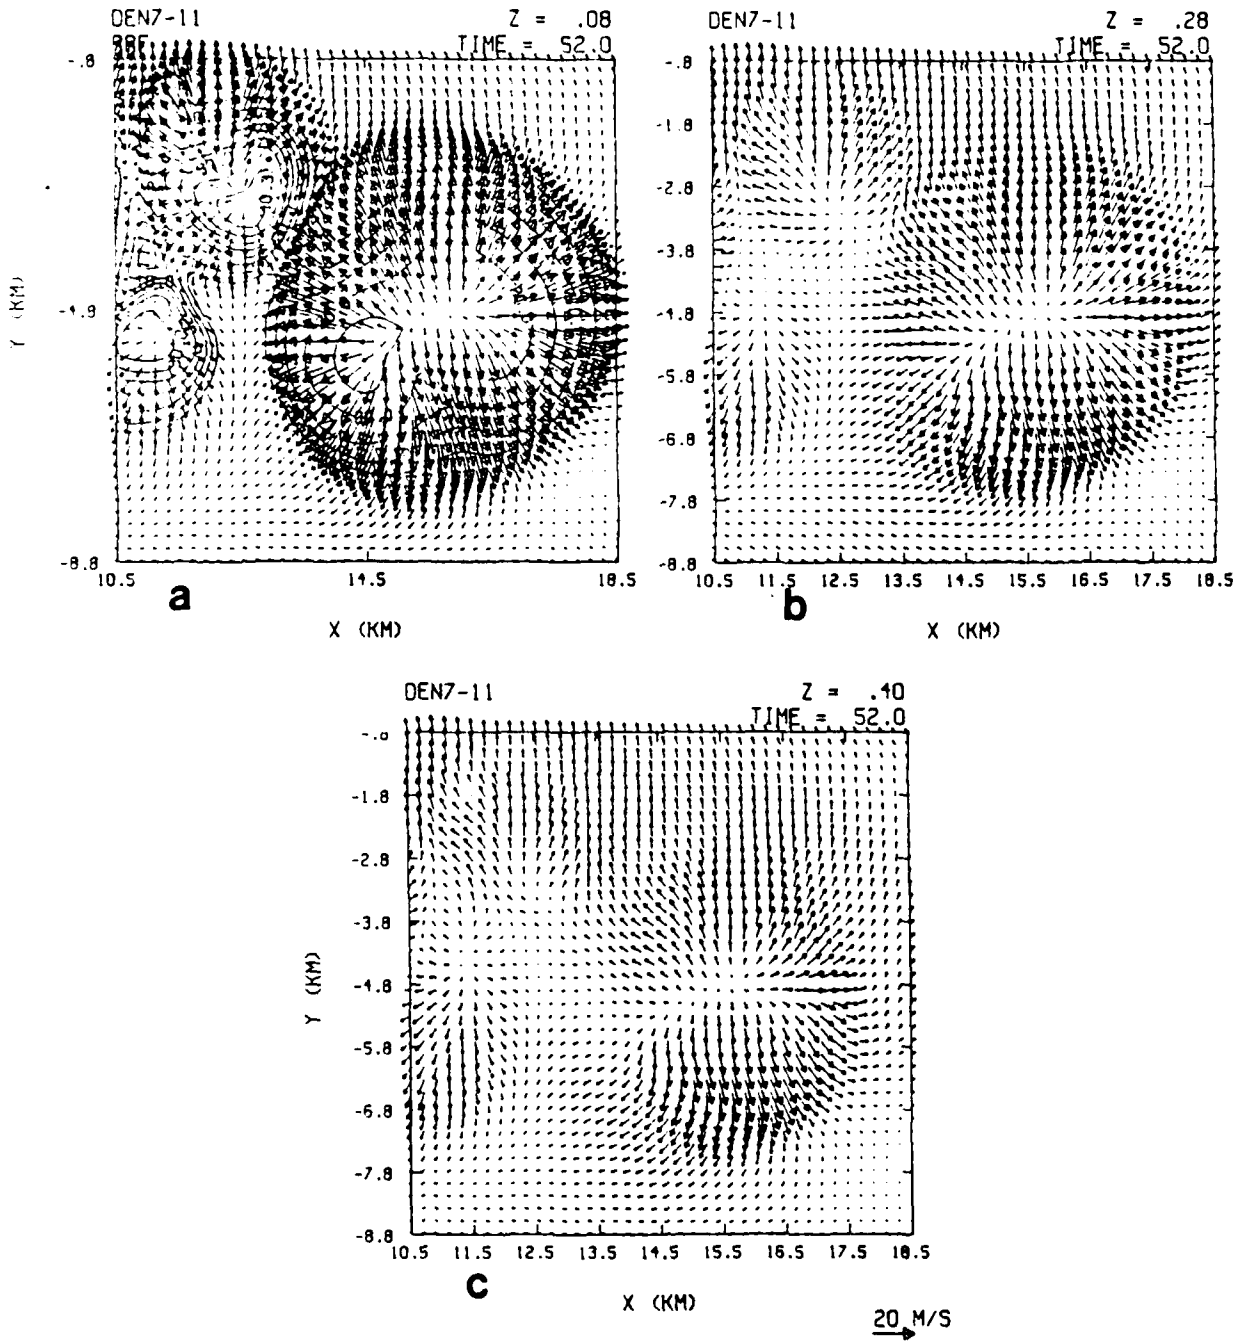 DEN7-11
Z = .08
TIME = 52.0
-.8
-4.8
-8.8
Y (KM)
10.5 14.5 18.5
a
X (KM)
DEN7-11
Z = .28
TIME = 52.0
-.8
-1.8
-2.8
-3.8
-4.8
-5.8
-6.8
-7.8
-8.8
10.5 11.5 12.5 13.5 14.5 15.5 16.5 17.5 18.5
b
X (KM)
DEN7-11
Z = .40
TIME = 52.0
-1.8
-2.8
-3.8
-4.8
-5.8
-6.8
-7.8
-8.8
Y (KM)
10.5 11.5 12.5 13.5 14.5 15.5 16.5 17.5 18.5
c
X (KM)
20 M/S